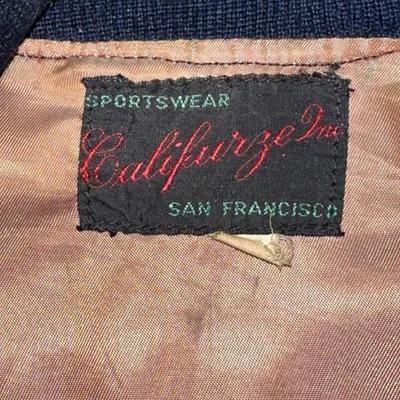 SPORTSWEAR
Califurze Inc
SAN FRANCISCO